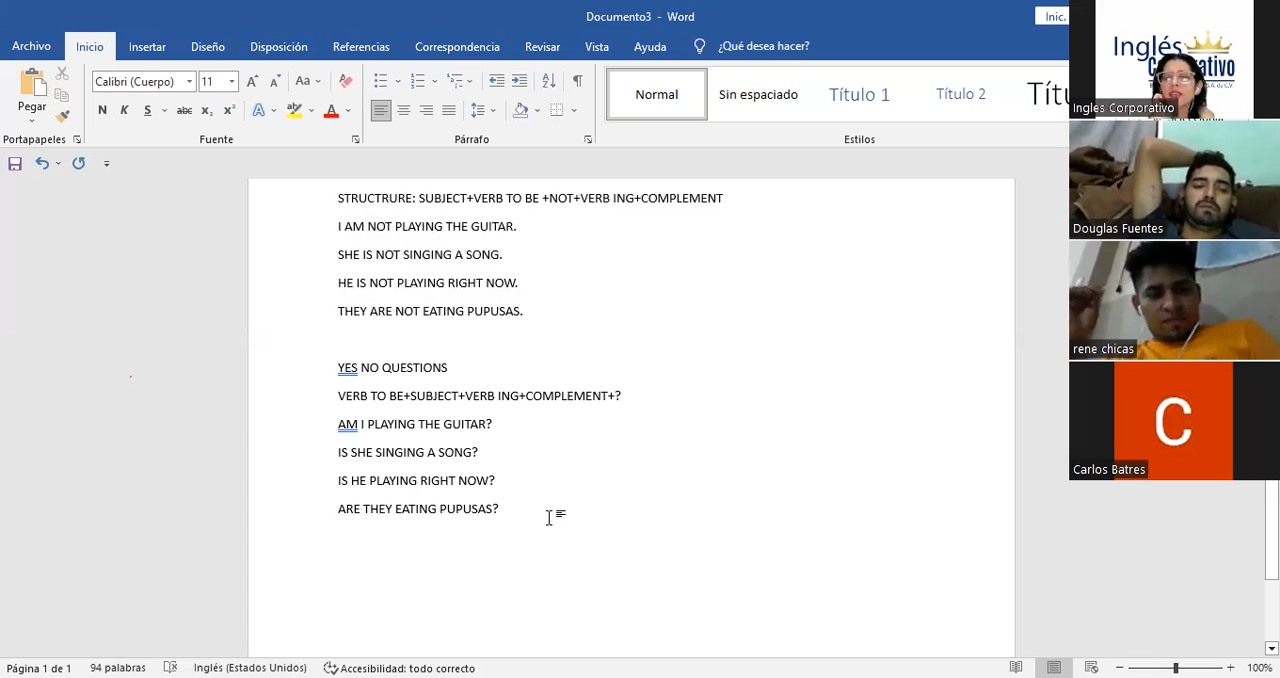 Documento3 - Word
Inic.
Archivo Inicio Insertar Diseño Disposición Referencias Correspondencia Revisar Vista Ayuda ¿Qué desea hacer?
Pegar
Calibri (Cuerpo) 11
Normal
Sin espaciado
Título 1
Título 2
Portapapeles
Fuente
Párrafo
Estilos
STRUCTRURE: SUBJECT+VERB TO BE +NOT+VERB ING+COMPLEMENT
I AM NOT PLAYING THE GUITAR.
SHE IS NOT SINGING A SONG.
HE IS NOT PLAYING RIGHT NOW.
THEY ARE NOT EATING PUPUSAS.
YES NO QUESTIONS
VERB TO BE+SUBJECT+VERB ING+COMPLEMENT+?
AM I PLAYING THE GUITAR?
IS SHE SINGING A SONG?
IS HE PLAYING RIGHT NOW?
ARE THEY EATING PUPUSAS?
Inglés
Ingles Corporativo
Douglas Fuentes
rene chicas
C
Carlos Batres
Página 1 de 1 94 palabras Inglés (Estados Unidos) Accesibilidad: todo correcto 100%